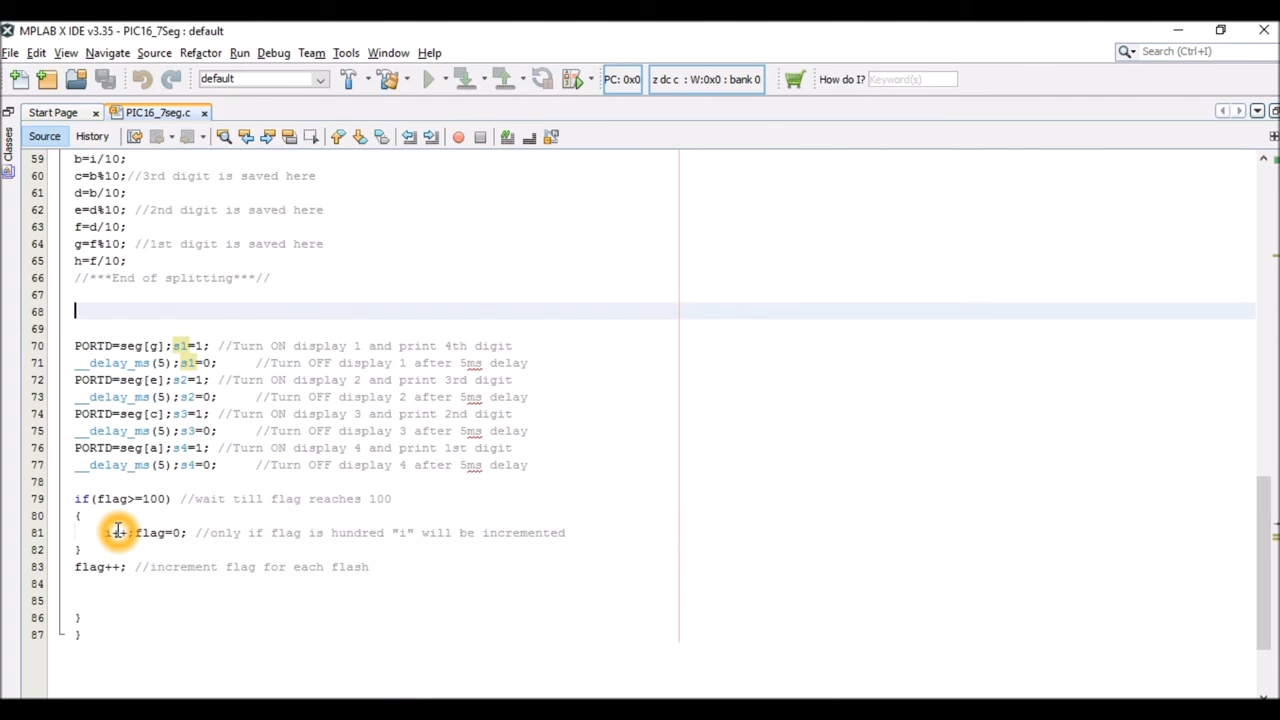 MPLAB X IDE v3.35 - PIC16_7Seg : default
File Edit View Navigate Source Refactor Run Debug Team Tools Window Help
Search (Ctrl+I)
default
PC: 0x0
z dc c : W:0x0 : bank 0
How do I?
Keyword(s)
Start Page
PIC16_7seg.c
Classes
Source History
59 b=i/10;
60 c=b%10;//3rd digit is saved here
61 d=b/10;
62 e=d%10; //2nd digit is saved here
63 f=d/10;
64 g=f%10; //1st digit is saved here
65 h=f/10;
66 //***End of splitting***//
67
68
69
70 PORTD=seg[g];s1=1; //Turn ON display 1 and print 4th digit
71 __delay_ms(5);s1=0; //Turn OFF display 1 after 5ms delay
72 PORTD=seg[e];s2=1; //Turn ON display 2 and print 3rd digit
73 __delay_ms(5);s2=0; //Turn OFF display 2 after 5ms delay
74 PORTD=seg[c];s3=1; //Turn ON display 3 and print 2nd digit
75 __delay_ms(5);s3=0; //Turn OFF display 3 after 5ms delay
76 PORTD=seg[a];s4=1; //Turn ON display 4 and print 1st digit
77 __delay_ms(5);s4=0; //Turn OFF display 4 after 5ms delay
78
79 if(flag>=100) //wait till flag reaches 100
80 {
81 i++;flag=0; //only if flag is hundred "i" will be incremented
82 }
83 flag++; //increment flag for each flash
84
85
86 }
87 }